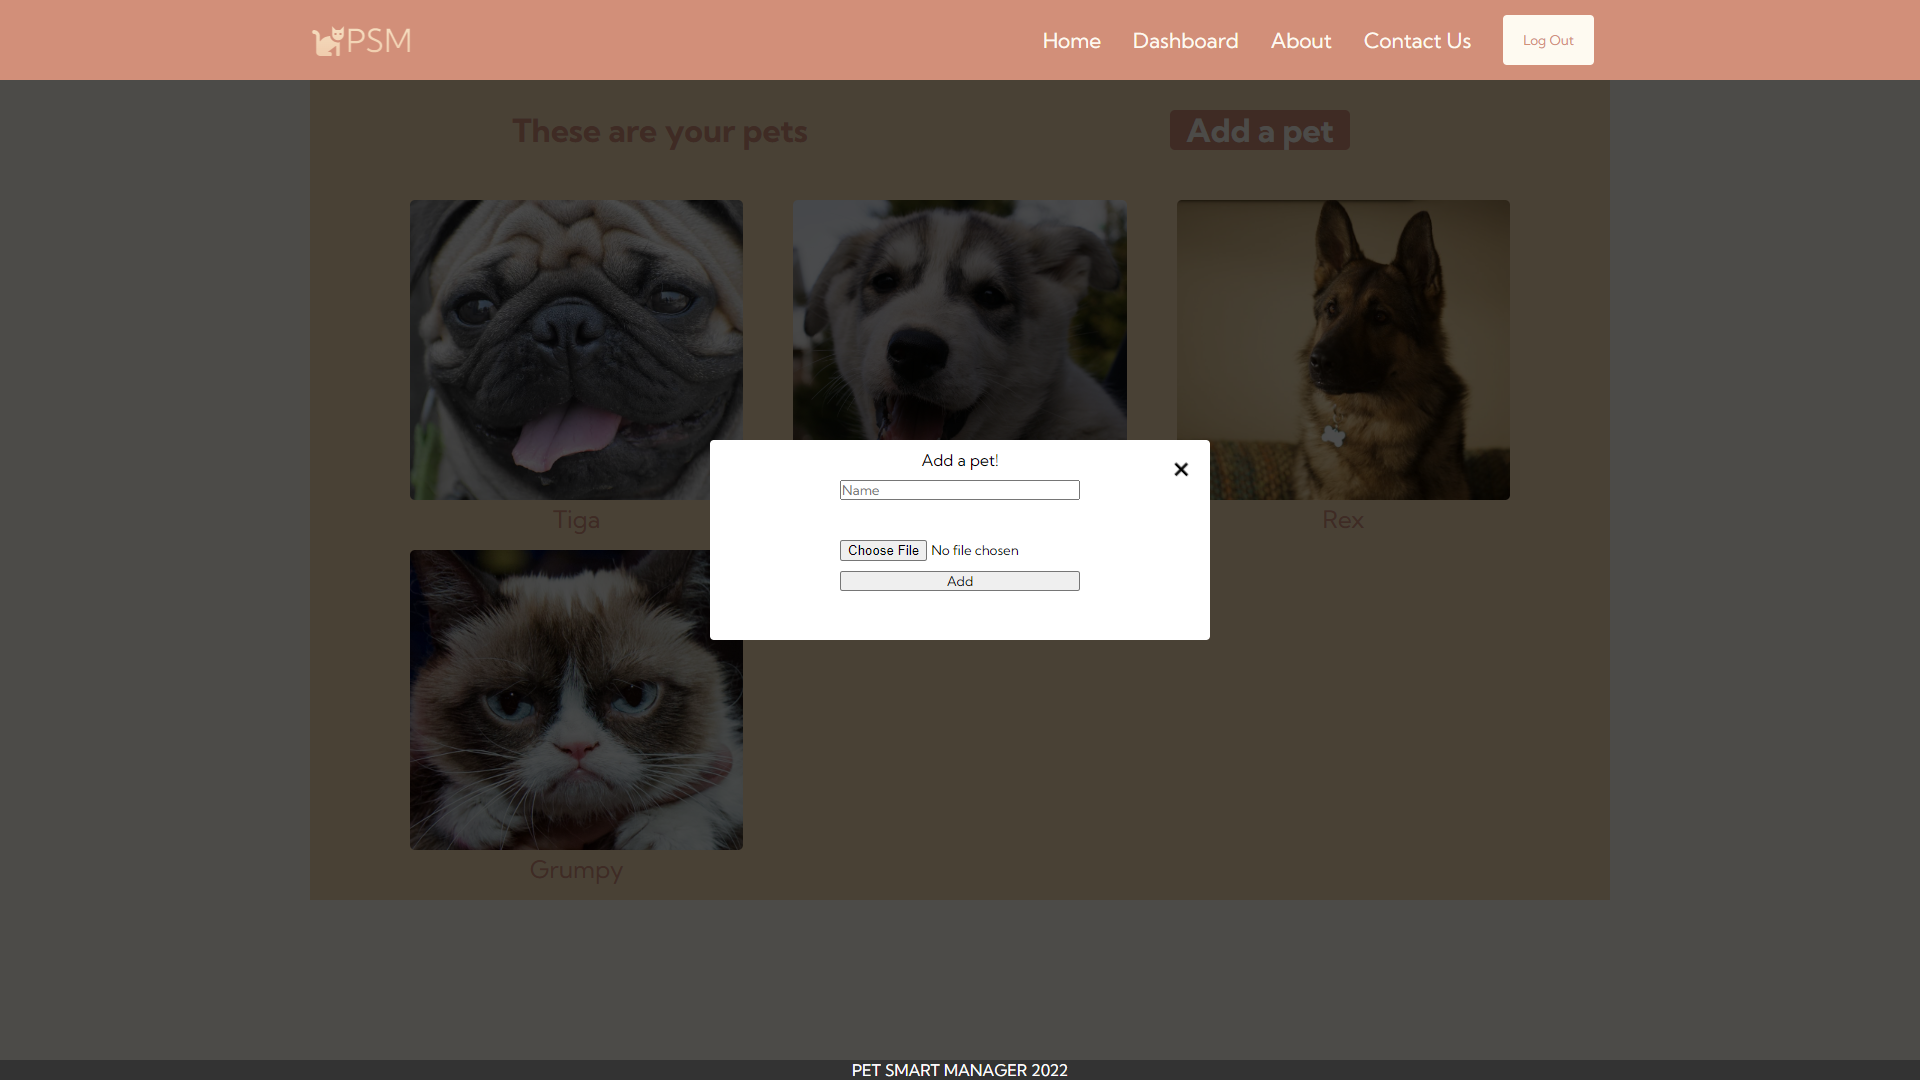 PSM
Home
Dashboard
About
Contact Us
Log Out
These are your pets
Add a pet
Add a pet!
Name
Choose File No file chosen
Add
Tiga
Rex
Grumpy
PET SMART MANAGER 2022